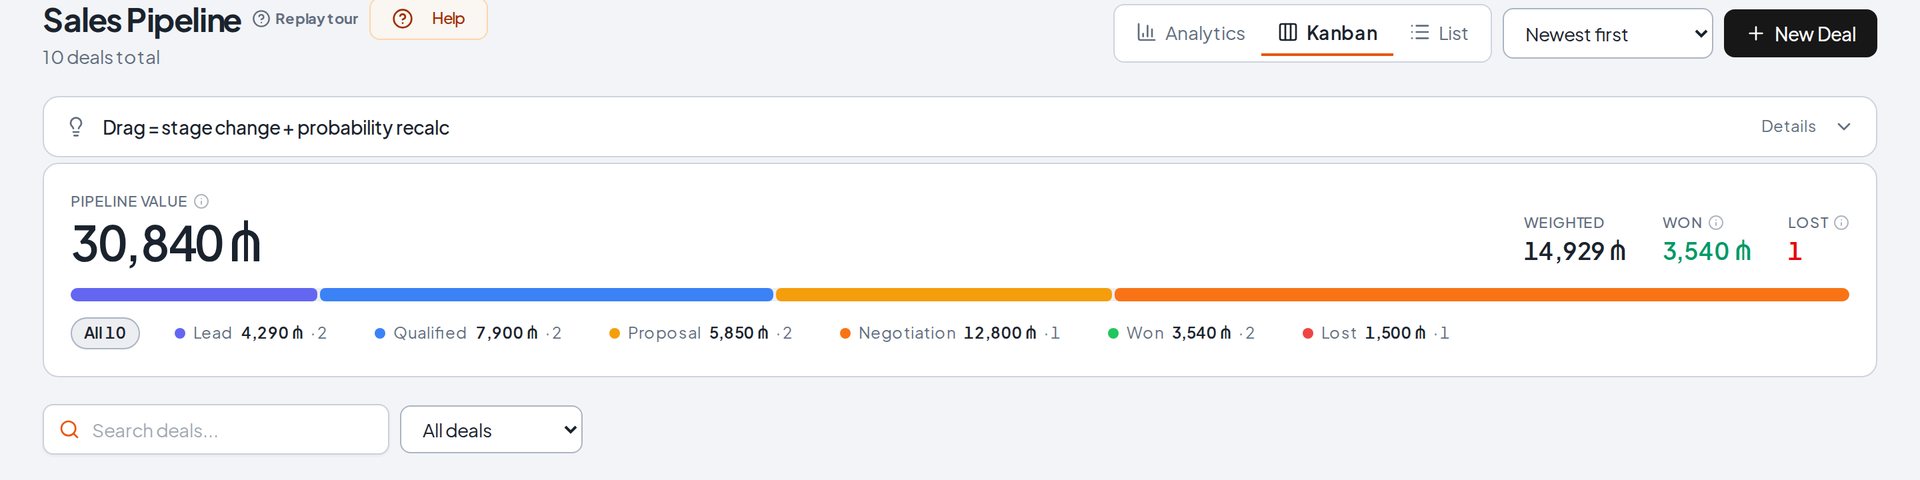 Sales Pipeline Replay tour Help
10 deals total
Analytics Kanban List Newest first + New Deal
Drag = stage change + probability recalc Details
PIPELINE VALUE
30,840 ₼
WEIGHTED WON LOST
14,929 ₼ 3,540 ₼ 1
All 10 Lead 4,290 ₼ · 2 Qualified 7,900 ₼ · 2 Proposal 5,850 ₼ · 2 Negotiation 12,800 ₼ · 1 Won 3,540 ₼ · 2 Lost 1,500 ₼ · 1
Search deals... All deals